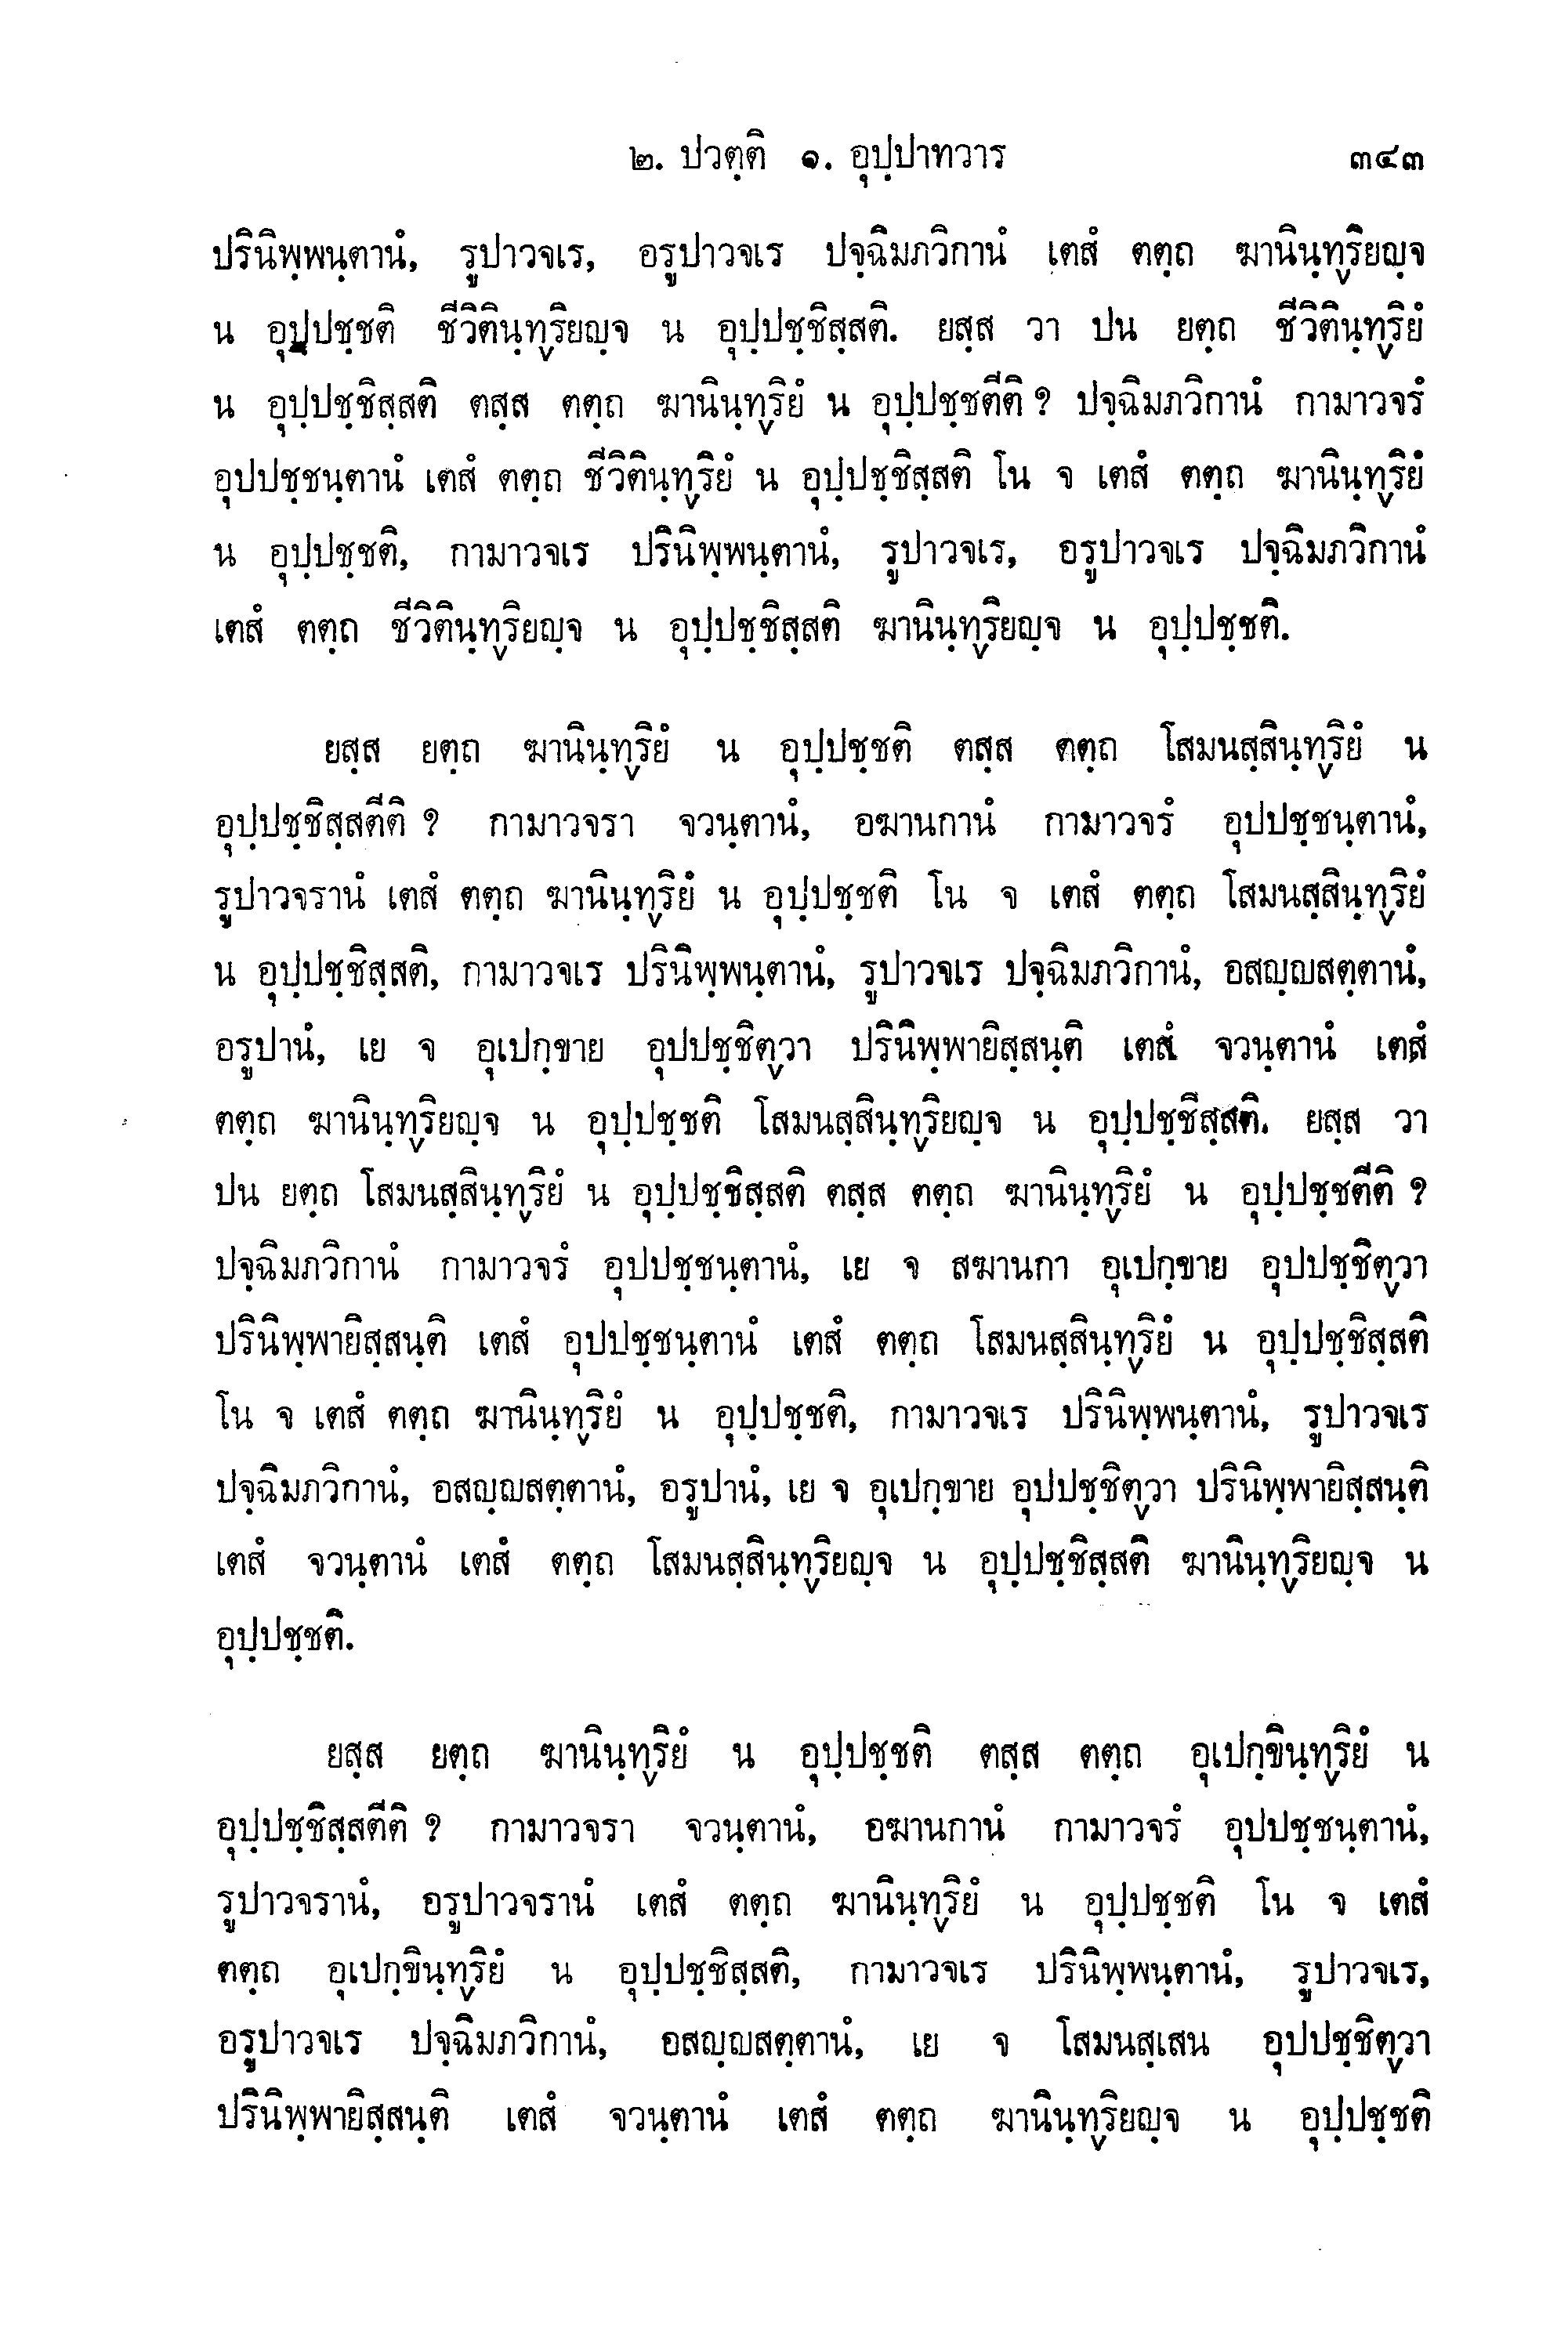 ๒. ปวตฺติ ๑. อุปฺปาทวาร ๓๔๓
ปรินิพฺพนฺตานํ, รูปาวจเร, อรูปาวจเร ปจฺฉิมภวิกานํ เตสํ ตตฺถ ฆานินฺทฺริยญฺจ
น อุปฺปชฺชติ ชีวิตินฺทฺริยญฺจ น อุปฺปชฺชิสฺสติ. ยสฺส วา ปน ยตฺถ ชีวิตินฺทฺริยํ
น อุปฺปชฺชิสฺสติ ตสฺส ตตฺถ ฆานินฺทฺริยํ น อุปฺปชฺชตีติ ? ปจฺฉิมภวิกานํ กามาวจรํ
อุปปชฺชนฺตานํ เตสํ ตตฺถ ชีวิตินฺทฺริยํ น อุปฺปชฺชิสฺสติ โน จ เตสํ ตตฺถ ฆานินฺทฺริยํ
น อุปฺปชฺชติ, กามาวจเร ปรินิพฺพนฺตานํ, รูปาวจเร, อรูปาวจเร ปจฺฉิมภวิกานํ
เตสํ ตตฺถ ชีวิตินฺทฺริยญฺจ น อุปฺปชฺชิสฺสติ ฆานินฺทฺริยญฺจ น อุปฺปชฺชติ.
ยสฺส ยตฺถ ฆานินฺทฺริยํ น อุปฺปชฺชติ ตสฺส ตตฺถ โสมนสฺสินฺทฺริยํ น
อุปฺปชฺชิสฺสตีติ ? กามาวจรา จวนฺตานํ, อฆานกานํ กามาวจรํ อุปปชฺชนฺตานํ,
รูปาวจรานํ เตสํ ตตฺถ ฆานินฺทฺริยํ น อุปฺปชฺชติ โน จ เตสํ ตตฺถ โสมนสฺสินฺทฺริยํ
น อุปฺปชฺชิสฺสติ, กามาวจเร ปรินิพฺพนฺตานํ, รูปาวจเร ปจฺฉิมภวิกานํ, อสญฺญสตฺตานํ,
อรูปานํ, เย จ อุเปกฺขาย อุปปชฺชิตฺวา ปรินิพฺพายิสฺสนฺติ เตสํ จวนฺตานํ เตสํ
ตตฺถ ฆานินฺทฺริยญฺจ น อุปฺปชฺชติ โสมนสฺสินฺทฺริยญฺจ น อุปฺปชฺชิสฺสติ. ยสฺส วา
ปน ยตฺถ โสมนสฺสินฺทฺริยํ น อุปฺปชฺชิสฺสติ ตสฺส ตตฺถ ฆานินฺทฺริยํ น อุปฺปชฺชตีติ ?
ปจฺฉิมภวิกานํ กามาวจรํ อุปปชฺชนฺตานํ, เย จ สฆานกา อุเปกฺขาย อุปปชฺชิตฺวา
ปรินิพฺพายิสฺสนฺติ เตสํ อุปปชฺชนฺตานํ เตสํ ตตฺถ โสมนสฺสินฺทฺริยํ น อุปฺปชฺชิสฺสติ
โน จ เตสํ ตตฺถ ฆานินฺทฺริยํ น อุปฺปชฺชติ, กามาวจเร ปรินิพฺพนฺตานํ, รูปาวจเร
ปจฺฉิมภวิกานํ, อสญฺญสตฺตานํ, อรูปานํ, เย จ อุเปกฺขาย อุปปชฺชิตฺวา ปรินิพฺพายิสฺสนฺติ
เตสํ จวนฺตานํ เตสํ ตตฺถ โสมนสฺสินฺทฺริยญฺจ น อุปฺปชฺชิสฺสติ ฆานินฺทฺริยญฺจ น
อุปฺปชฺชติ.
ยสฺส ยตฺถ ฆานินฺทฺริยํ น อุปฺปชฺชติ ตสฺส ตตฺถ อุเปกฺขินฺทฺริยํ น
อุปฺปชฺชิสฺสตีติ ? กามาวจรา จวนฺตานํ, อฆานกานํ กามาวจรํ อุปปชฺชนฺตานํ,
รูปาวจรานํ, อรูปาวจรานํ เตสํ ตตฺถ ฆานินฺทฺริยํ น อุปฺปชฺชติ โน จ เตสํ
ตตฺถ อุเปกฺขินฺทฺริยํ น อุปฺปชฺชิสฺสติ, กามาวจเร ปรินิพฺพนฺตานํ, รูปาวจเร,
อรูปาวจเร ปจฺฉิมภวิกานํ, อสญฺญสตฺตานํ, เย จ โสมนสฺเสน อุปปชฺชิตฺวา
ปรินิพฺพายิสฺสนฺติ เตสํ จวนฺตานํ เตสํ ตตฺถ ฆานินฺทฺริยญฺจ น อุปฺปชฺชติ